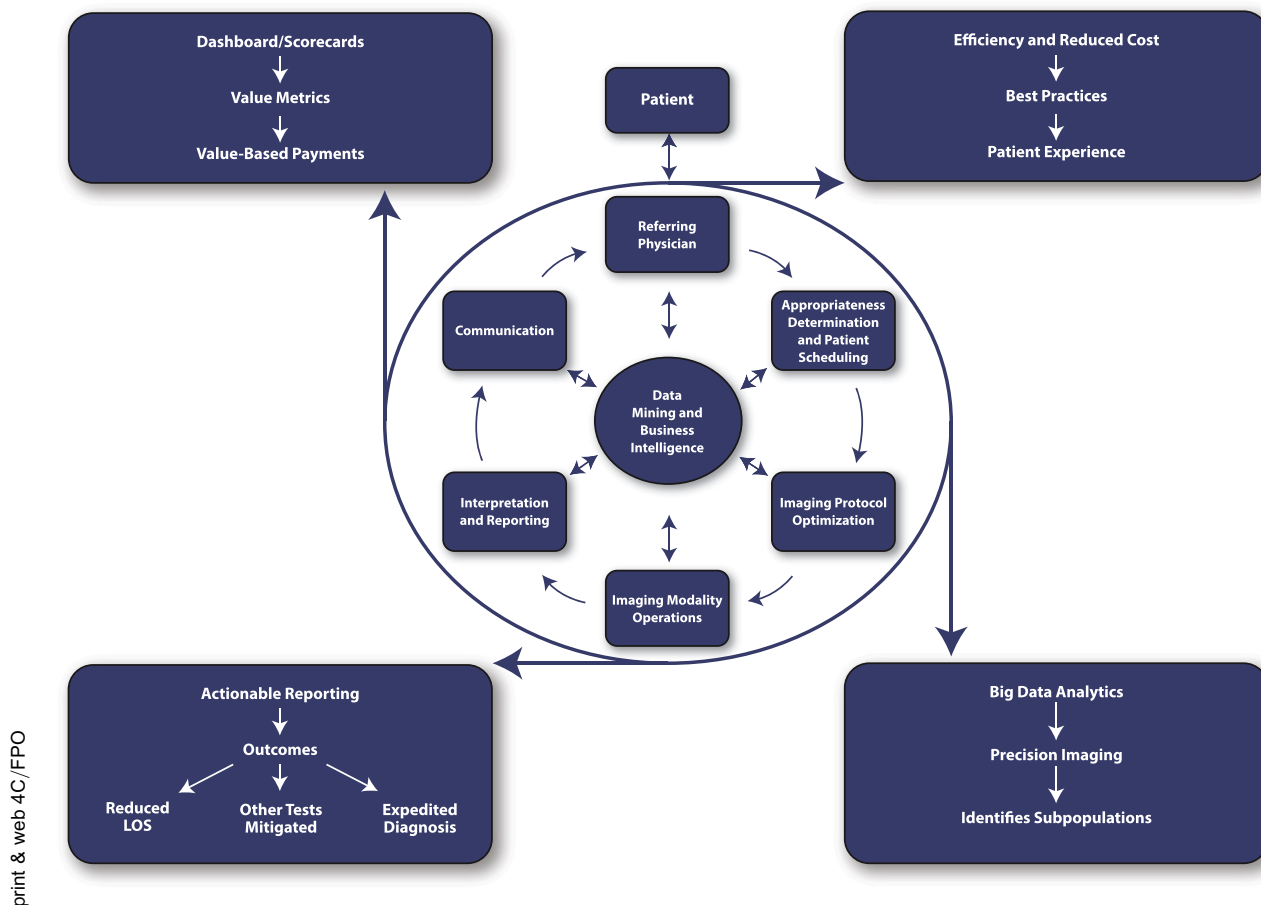 Dashboard/Scorecards
Value Metrics
Value-Based Payments
Efficiency and Reduced Cost
Best Practices
Patient Experience
Patient
Referring
Physician
Appropriateness
Determination
and Patient
Scheduling
Communication
Data
Mining and
Business
Intelligence
Interpretation
and Reporting
Imaging Protocol
Optimization
Imaging Modality
Operations
Actionable Reporting
Outcomes
Reduced
LOS
Other Tests
Mitigated
Expedited
Diagnosis
Big Data Analytics
Precision Imaging
Identifies Subpopulations
print & web 4C/FPO